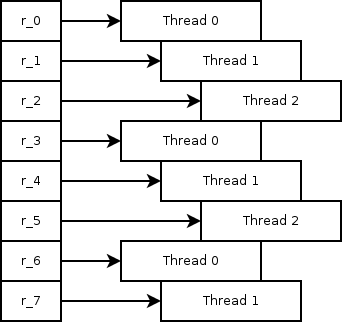 r_0 Thread 0
r_1 Thread 1
r_2 Thread 2
r_3 Thread 0
r_4 Thread 1
r_5 Thread 2
r_6 Thread 0
r_7 Thread 1